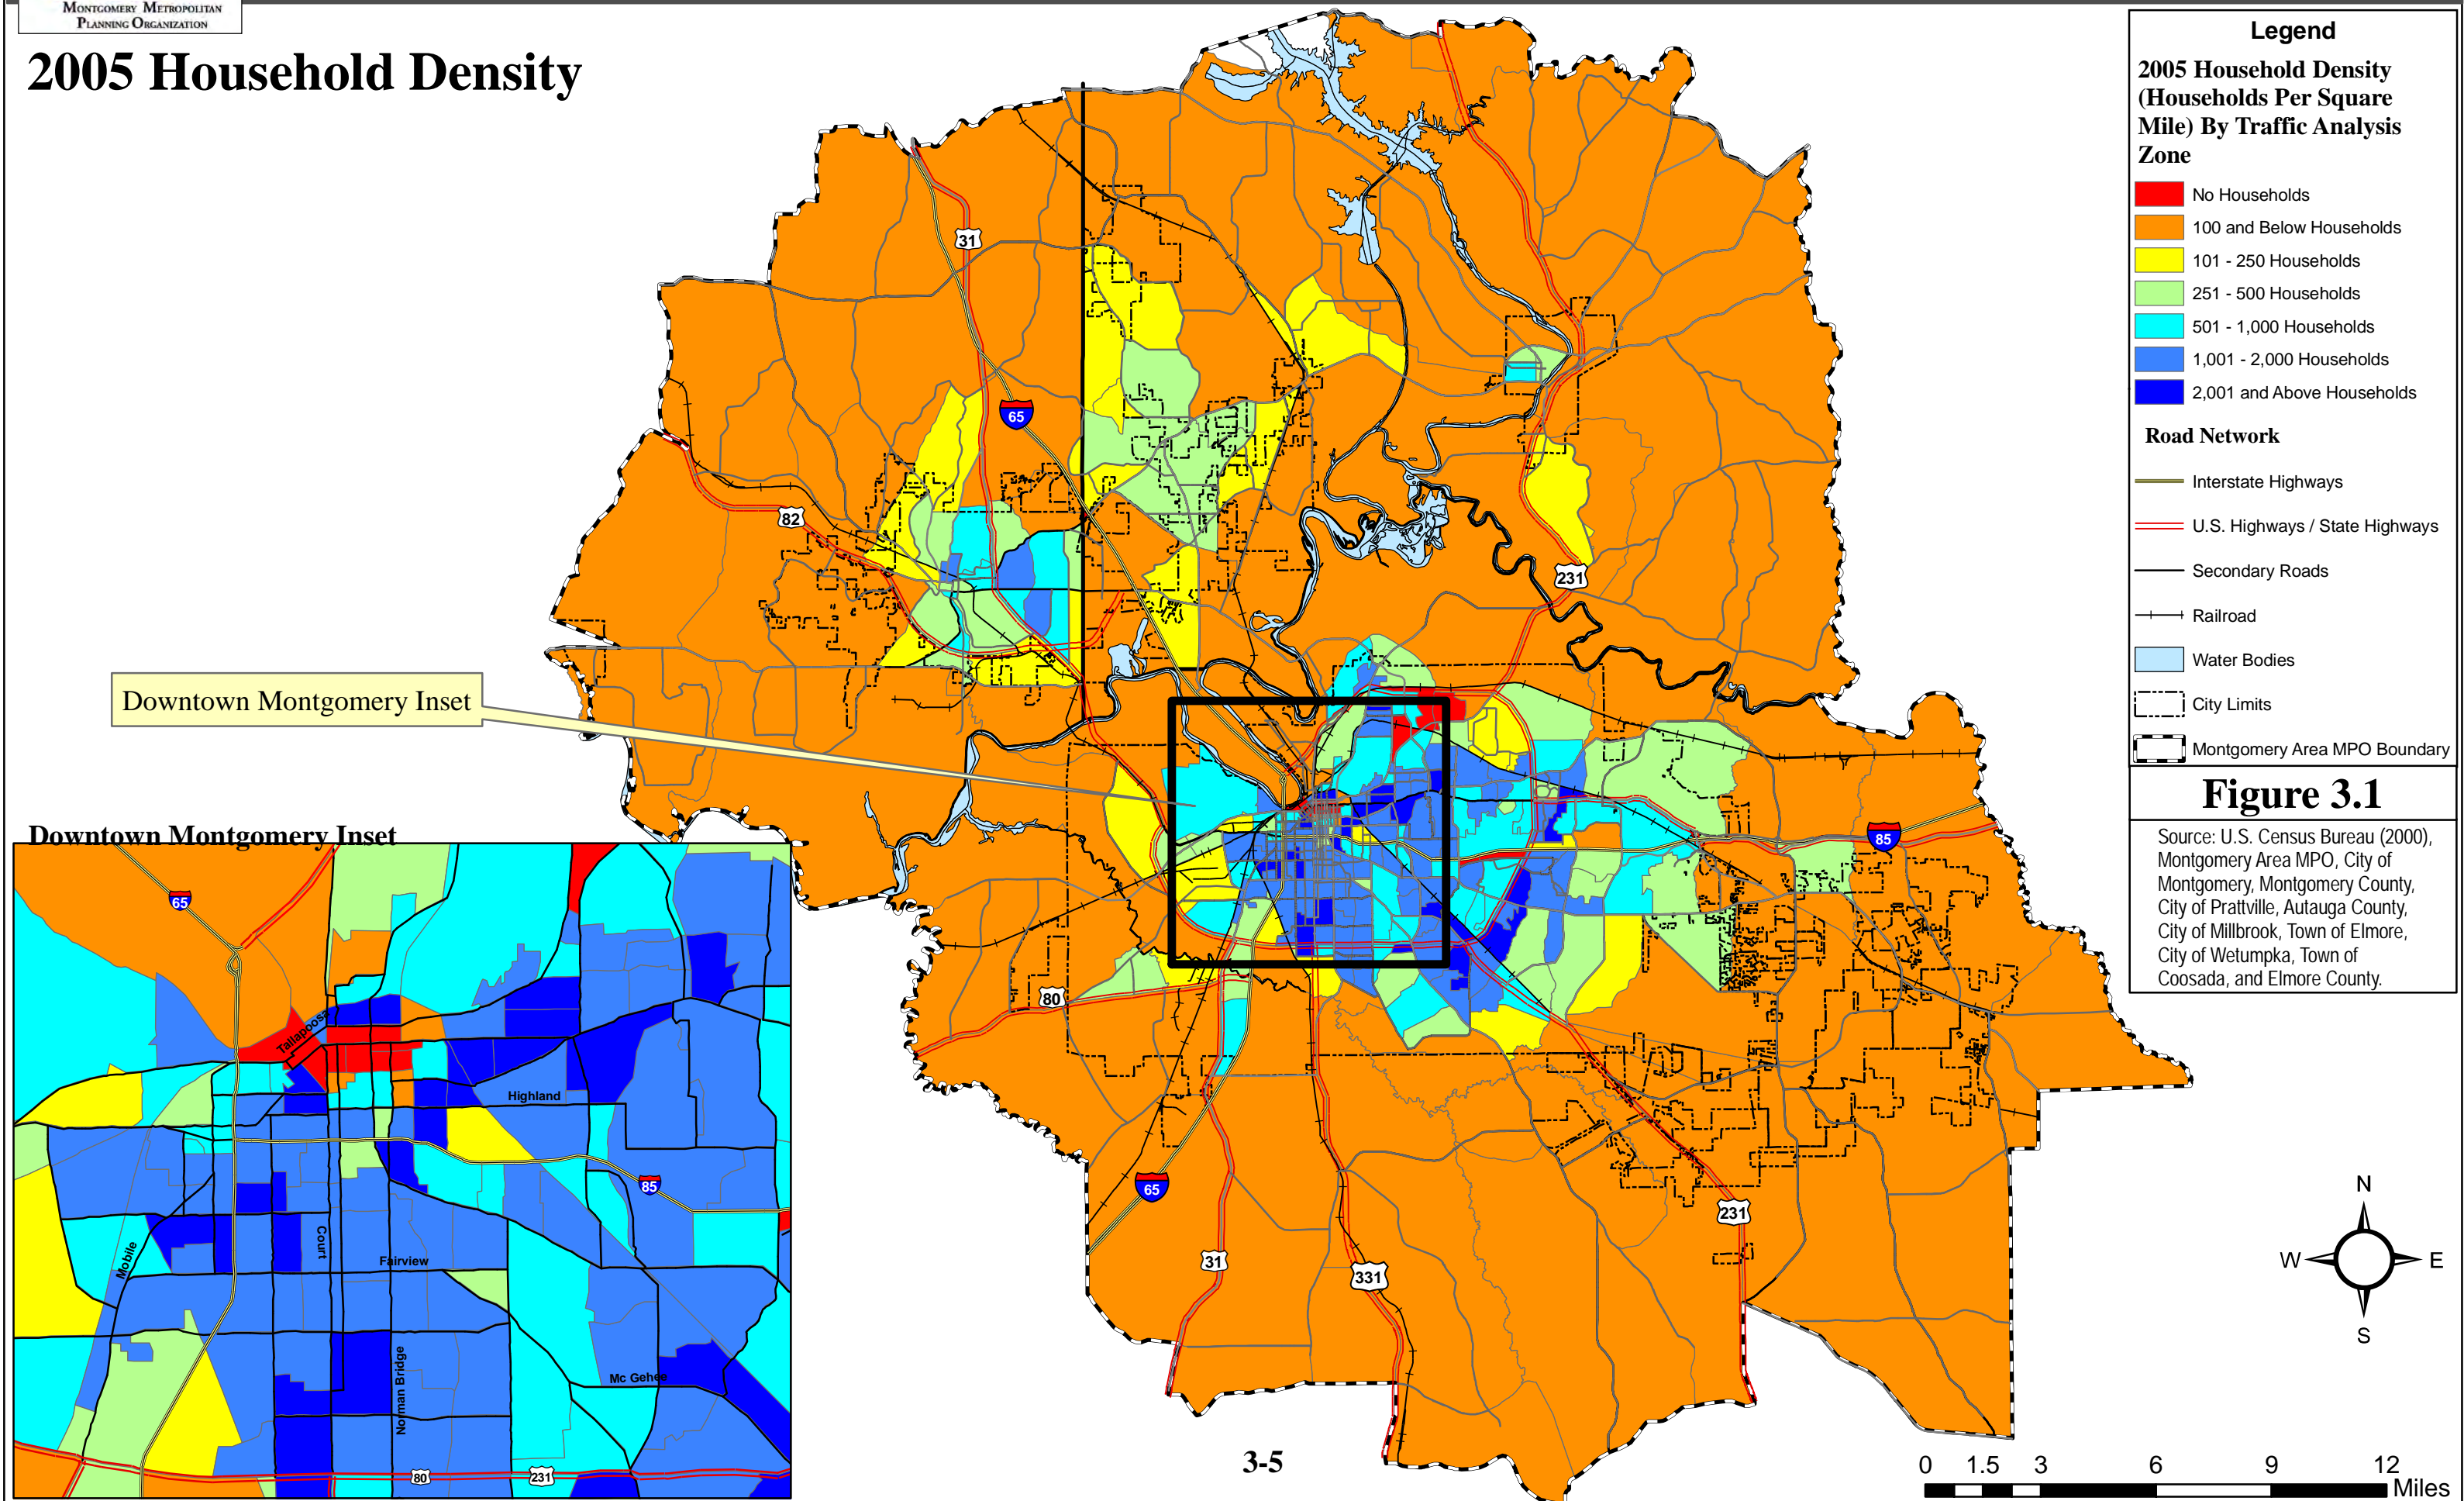 MONTGOMERY METROPOLITAN
PLANNING ORGANIZATION
2005 Household Density
Legend
2005 Household Density
(Households Per Square
Mile) By Traffic Analysis
Zone
No Households
100 and Below Households
101 - 250 Households
251 - 500 Households
501 - 1,000 Households
1,001 - 2,000 Households
2,001 and Above Households
Road Network
Interstate Highways
U.S. Highways / State Highways
Secondary Roads
Railroad
Water Bodies
City Limits
Montgomery Area MPO Boundary
Figure 3.1
Source: U.S. Census Bureau (2000),
Montgomery Area MPO, City of
Montgomery, Montgomery County,
City of Prattville, Autauga County,
City of Millbrook, Town of Elmore,
City of Wetumpka, Town of
Coosada, and Elmore County.
31
65
82
231
85
80
65
31
331
231
Downtown Montgomery Inset
Downtown Montgomery Inset
65
Tallapoosa
Highland
85
Court
Mobile
Fairview
Norman Bridge
Mc Gehee
80
231
N
W
E
S
3-5
0 1.5 3 6 9 12
Miles